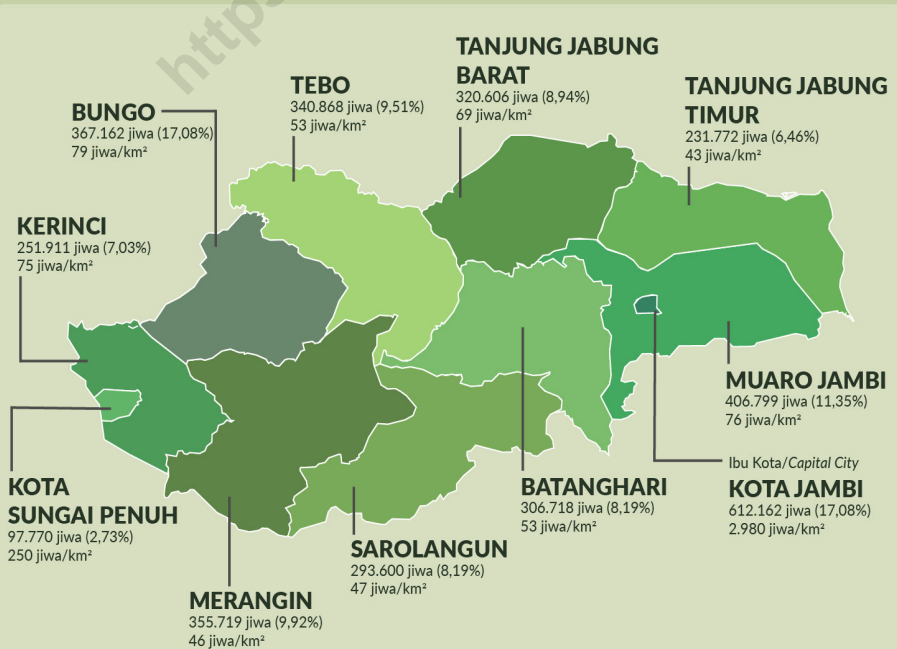 https
TANJUNG JABUNG
BARAT
320.606 jiwa (8,94%)
69 jiwa/km²
TEBO
340.868 jiwa (9,51%)
53 jiwa/km²
TANJUNG JABUNG
TIMUR
231.772 jiwa (6,46%)
43 jiwa/km²
BUNGO
367.162 jiwa (17,08%)
79 jiwa/km²
KERINCI
251.911 jiwa (7,03%)
75 jiwa/km²
MUARO JAMBI
406.799 jiwa (11,35%)
76 jiwa/km²
Ibu Kota/Capital City
KOTA JAMBI
612.162 jiwa (17,08%)
2.980 jiwa/km²
KOTA
SUNGAI PENUH
97.770 jiwa (2,73%)
250 jiwa/km²
BATANGHARI
306.718 jiwa (8,19%)
53 jiwa/km²
SAROLANGUN
293.600 jiwa (8,19%)
47 jiwa/km²
MERANGIN
355.719 jiwa (9,92%)
46 jiwa/km²